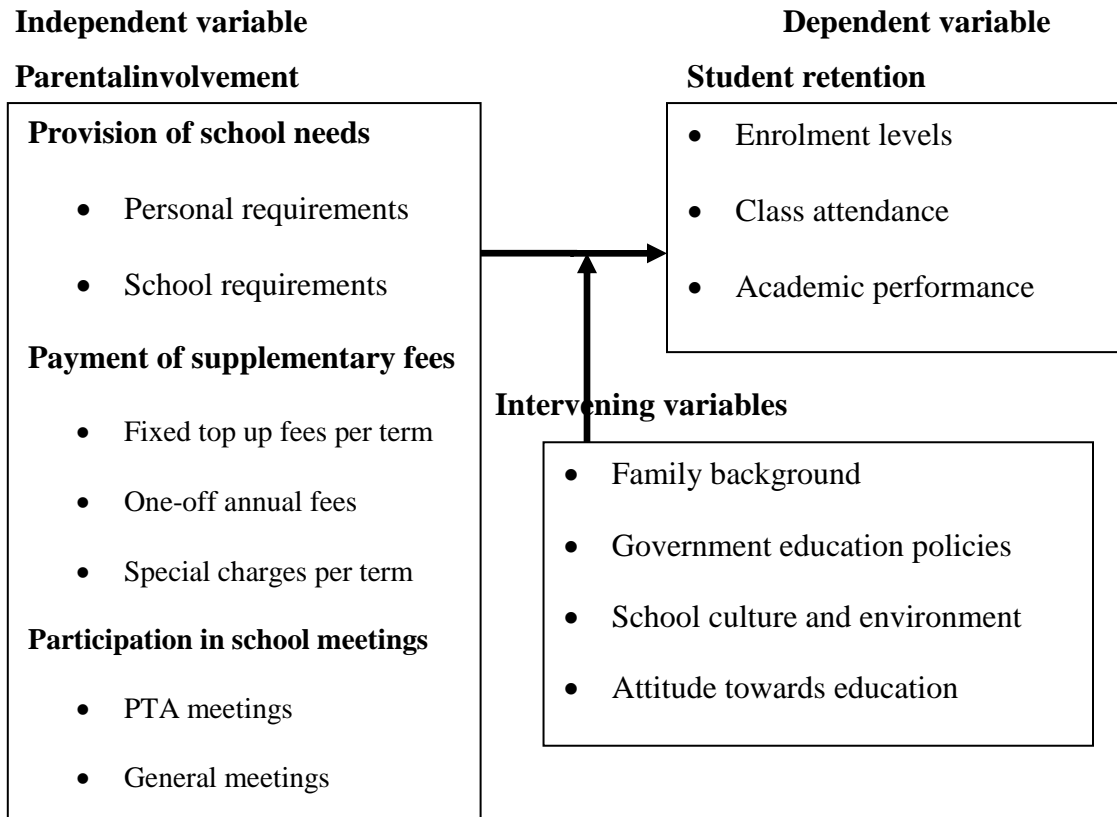 Independent variable
Dependent variable
Parentalinvolvement
Student retention
Provision of school needs
• Personal requirements
• School requirements
Payment of supplementary fees
• Fixed top up fees per term
• One-off annual fees
• Special charges per term
Participation in school meetings
• PTA meetings
• General meetings
• Enrolment levels
• Class attendance
• Academic performance
Intervening variables
• Family background
• Government education policies
• School culture and environment
• Attitude towards education